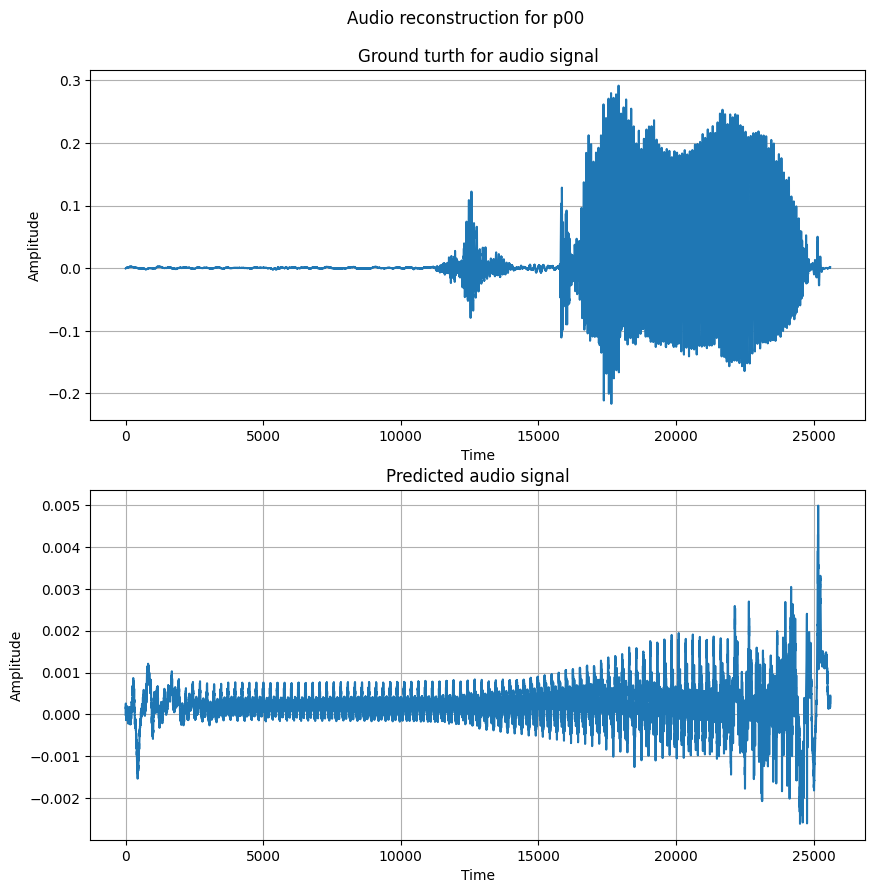 Audio reconstruction for p00
Ground turth for audio signal
0.3
0.2
0.1
0.0
−0.1
−0.2
Amplitude
0 5000 10000 15000 20000 25000
Time
Predicted audio signal
0.005
0.004
0.003
0.002
0.001
0.000
−0.001
−0.002
Amplitude
0 5000 10000 15000 20000 25000
Time